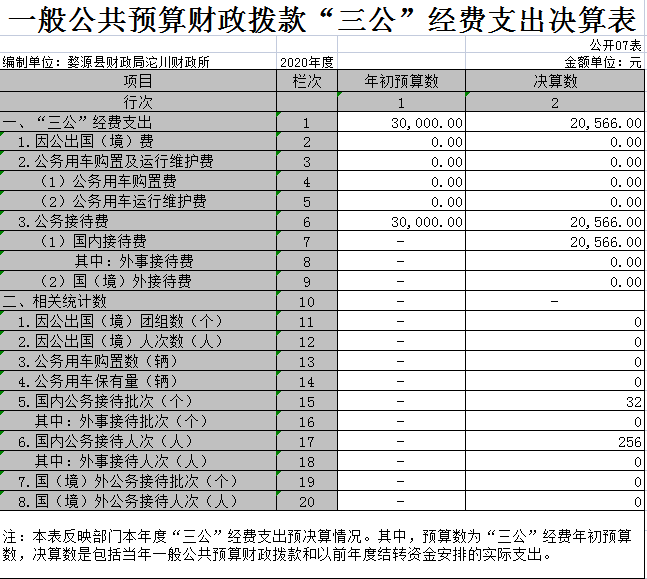 一般公共预算财政拨款“三公”经费支出决算表
公开07表
编制单位：婺源县财政局沱川财政所 2020年度 金额单位：元
项目 栏次 年初预算数 决算数
行次 1 2
一、“三公”经费支出 1 30,000.00 20,566.00
1.因公出国（境）费 2 0.00 0.00
2.公务用车购置及运行维护费 3 0.00 0.00
（1）公务用车购置费 4 0.00 0.00
（2）公务用车运行维护费 5 0.00 0.00
3.公务接待费 6 30,000.00 20,566.00
（1）国内接待费 7 - 20,566.00
其中：外事接待费 8 - 0.00
（2）国（境）外接待费 9 - 0.00
二、相关统计数 10 - -
1.因公出国（境）团组数（个） 11 - 0
2.因公出国（境）人次数（人） 12 - 0
3.公务用车购置数（辆） 13 - 0
4.公务用车保有量（辆） 14 - 0
5.国内公务接待批次（个） 15 - 32
其中：外事接待批次（个） 16 - 0
6.国内公务接待人次（人） 17 - 256
其中：外事接待人次（人） 18 - 0
7.国（境）外公务接待批次（个） 19 - 0
8.国（境）外公务接待人次（人） 20 - 0
注：本表反映部门本年度“三公”经费支出预决算情况。其中，预算数为“三公”经费年初预算
数，决算数是包括当年一般公共预算财政拨款和以前年度结转资金安排的实际支出。